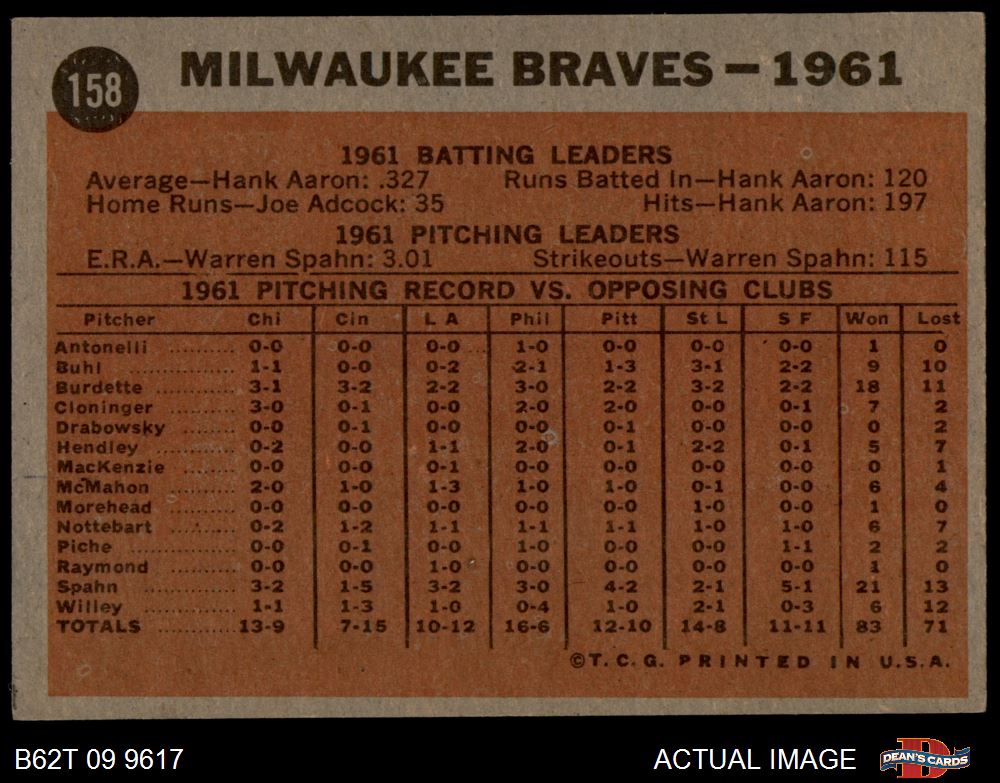 158
MILWAUKEE BRAVES — 1961
1961 BATTING LEADERS
Average—Hank Aaron: .327 Runs Batted In—Hank Aaron: 120
Home Runs—Joe Adcock: 35 Hits—Hank Aaron: 197
1961 PITCHING LEADERS
E.R.A.—Warren Spahn: 3.01 Strikeouts—Warren Spahn: 115
1961 PITCHING RECORD VS. OPPOSING CLUBS
Pitcher Chi Cin L A Phil Pitt St L S F Won Lost
Antonelli .......... 0-0 0-0 0-0 1-0 0-0 0-0 0-0 1 0
Buhl .......... 1-1 0-0 0-2 2-1 1-3 3-1 2-2 9 10
Burdette .......... 3-1 3-2 2-2 3-0 2-2 3-2 2-2 18 11
Cloninger .......... 3-0 0-1 0-0 2-0 2-0 0-0 0-1 7 2
Drabowsky .......... 0-0 0-1 0-0 0-0 0-1 0-0 0-0 0 2
Hendley .......... 0-2 0-0 1-1 2-0 0-1 2-2 0-1 5 7
MacKenzie .......... 0-0 0-0 0-1 0-0 0-0 0-0 0-0 0 1
McMahon .......... 2-0 1-0 1-3 1-0 1-0 0-1 0-0 6 4
Morehead .......... 0-0 0-0 0-0 0-0 0-0 1-0 0-0 1 0
Nottebart .......... 0-2 1-2 1-1 1-1 1-1 1-0 1-0 6 7
Piche .......... 0-0 0-1 0-0 1-0 0-0 0-0 1-1 2 2
Raymond .......... 0-0 0-0 1-0 0-0 0-0 0-0 0-0 1 0
Spahn .......... 3-2 1-5 3-2 3-0 4-2 2-1 5-1 21 13
Willey .......... 1-1 1-3 1-0 0-4 1-0 2-1 0-3 6 12
TOTALS .......... 13-9 7-15 10-12 16-6 12-10 14-8 11-11 83 71
©T.C.G. PRINTED IN U.S.A.
B62T 09 9617 ACTUAL IMAGE DEAN'S CARDS